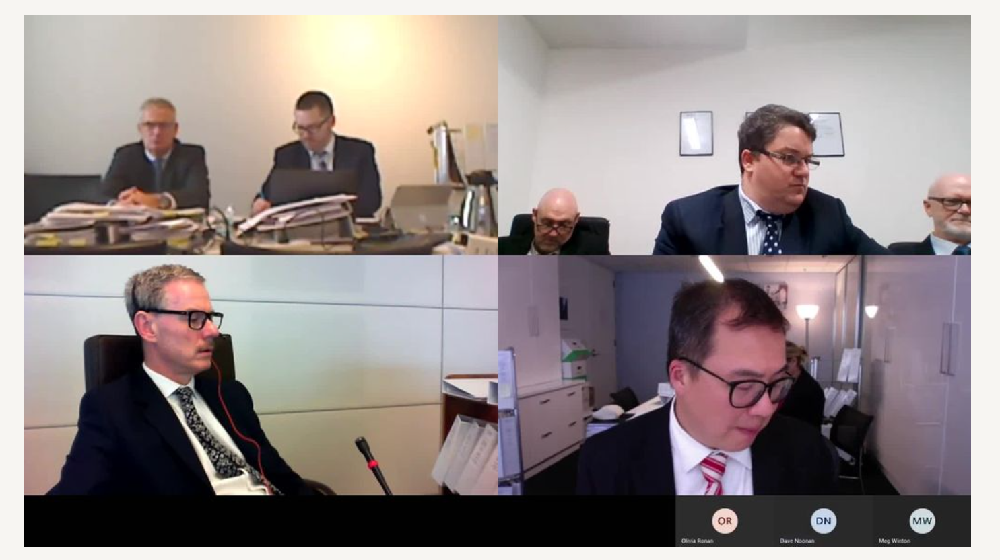 OR
DN
MW
Olivia Ronan
Dave Noonan
Meg Winton